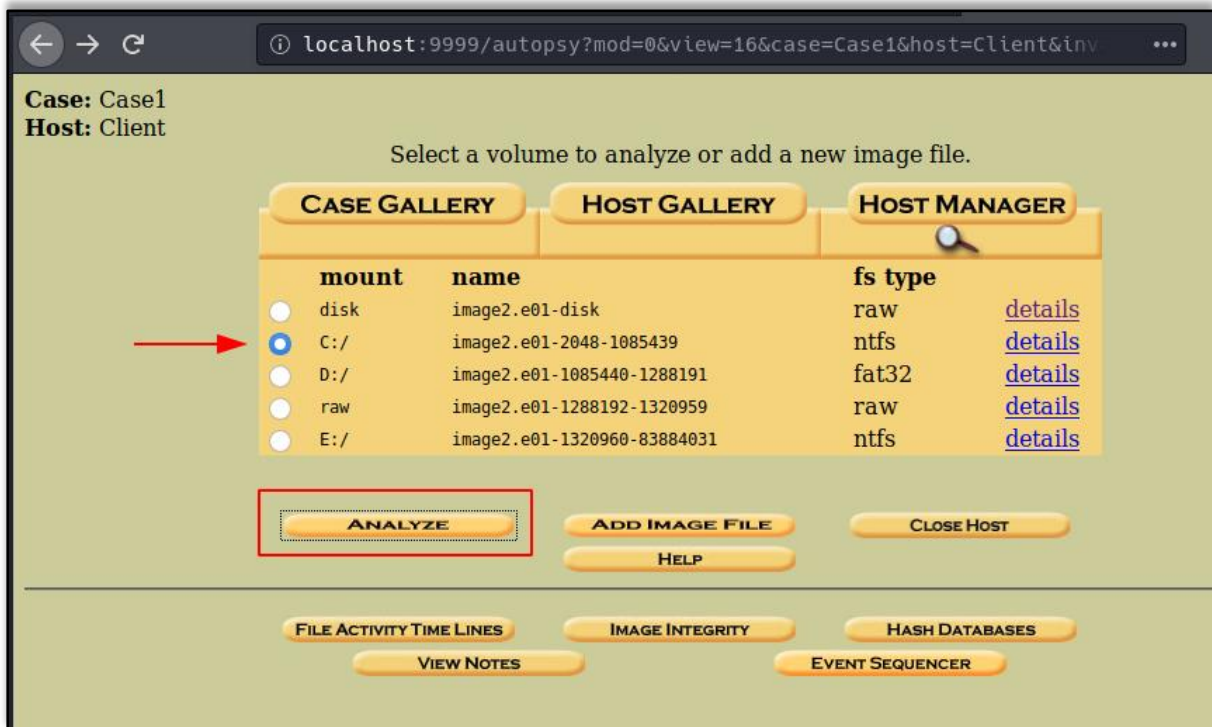 localhost:9999/autopsy?mod=0&view=16&case=Case1&host=Client&inv
Case: Case1
Host: Client
Select a volume to analyze or add a new image file.
CASE GALLERY HOST GALLERY HOST MANAGER
mount name fs type
disk image2.e01-disk raw details
C:/ image2.e01-2048-1085439 ntfs details
D:/ image2.e01-1085440-1288191 fat32 details
raw image2.e01-1288192-1320959 raw details
E:/ image2.e01-1320960-83884031 ntfs details
ANALYZE ADD IMAGE FILE CLOSE HOST
HELP
FILE ACTIVITY TIME LINES IMAGE INTEGRITY HASH DATABASES
VIEW NOTES EVENT SEQUENCER